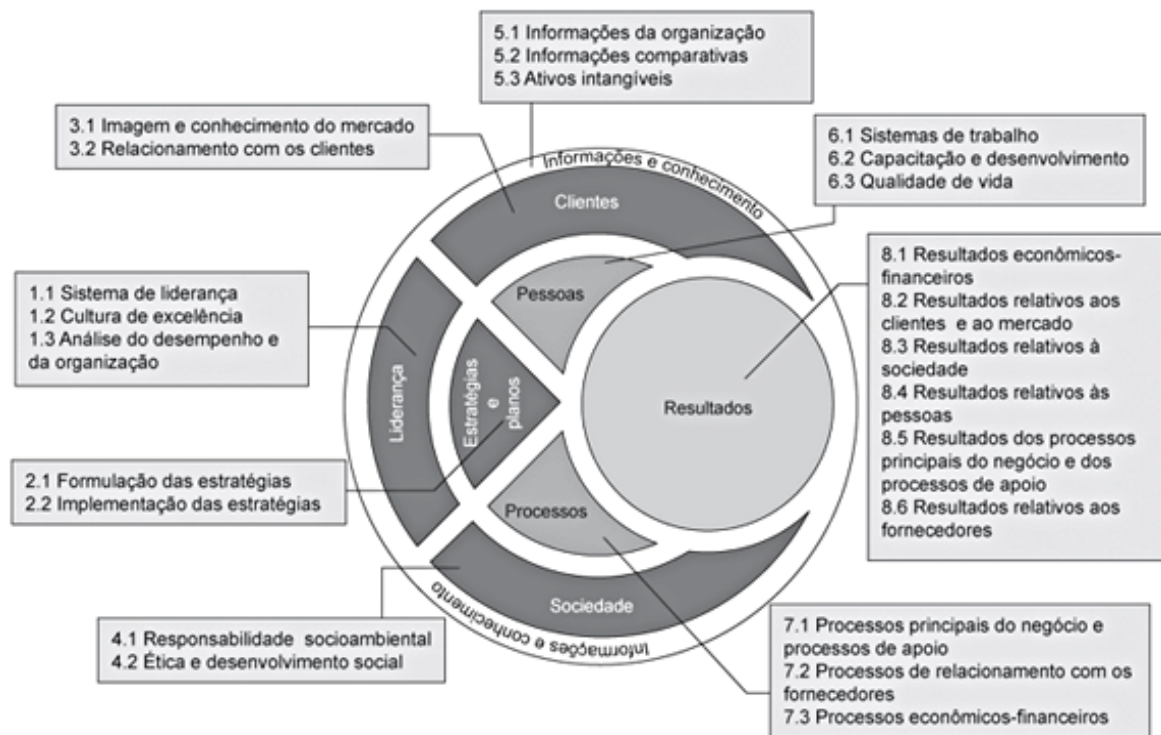 5.1 Informações da organização
5.2 Informações comparativas
5.3 Ativos intangíveis
3.1 Imagem e conhecimento do mercado
3.2 Relacionamento com os clientes
6.1 Sistemas de trabalho
6.2 Capacitação e desenvolvimento
6.3 Qualidade de vida
Informações e conhecimento
Clientes
1.1 Sistema de liderança
1.2 Cultura de excelência
1.3 Análise do desempenho e
da organização
Pessoas
8.1 Resultados econômicos-
financeiros
8.2 Resultados relativos aos
clientes e ao mercado
8.3 Resultados relativos à
sociedade
8.4 Resultados relativos às
pessoas
8.5 Resultados dos processos
principais do negócio e dos
processos de apoio
8.6 Resultados relativos aos
fornecedores
Liderança
Estratégias
e
planos
Resultados
2.1 Formulação das estratégias
2.2 Implementação das estratégias
Processos
Sociedade
Informações e conhecimento
4.1 Responsabilidade socioambiental
4.2 Ética e desenvolvimento social
7.1 Processos principais do negócio e
processos de apoio
7.2 Processos de relacionamento com os
fornecedores
7.3 Processos econômicos-financeiros